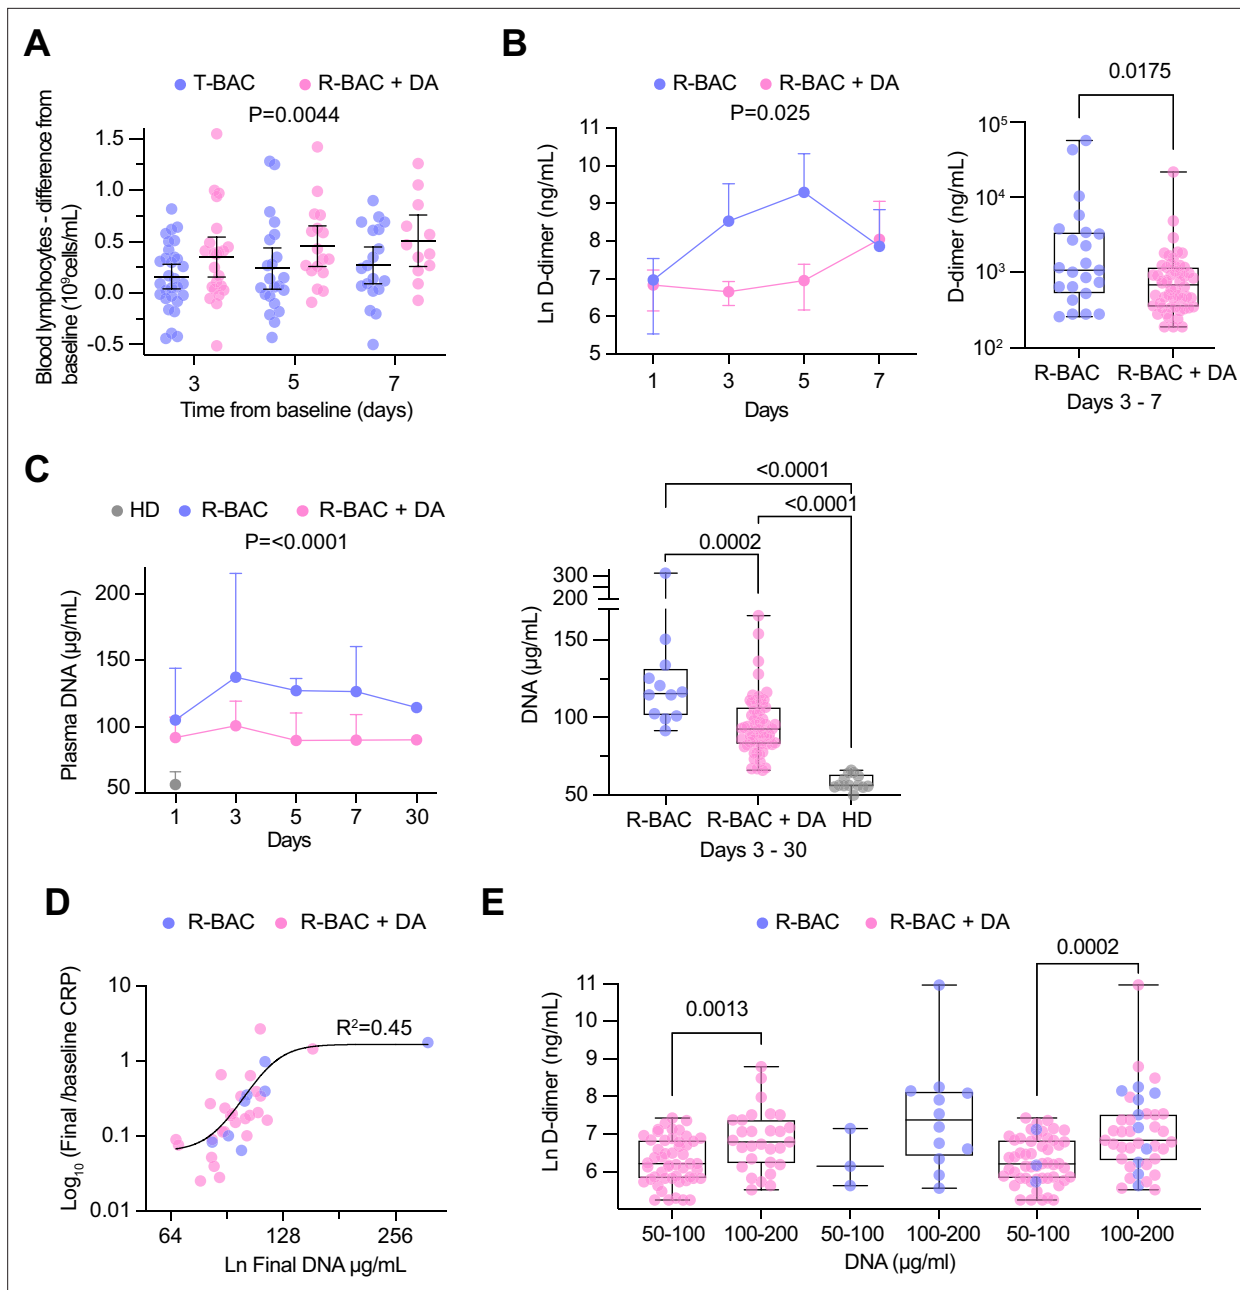 A
T-BAC R-BAC + DA
P=0.0044
Blood lymphocytes - difference from
baseline (10⁹cells/mL)
1.5
1.0
0.5
0.0
-0.5
3 5 7
Time from baseline (days)
B
R-BAC R-BAC + DA
P=0.025
Ln D-dimer (ng/mL)
11
10
9
8
7
6
5
1 3 5 7
Days
0.0175
D-dimer (ng/mL)
10⁵
10⁴
10³
10²
R-BAC R-BAC + DA
Days 3 - 7
C
HD R-BAC R-BAC + DA
P=<0.0001
Plasma DNA (µg/mL)
200
150
100
50
1 3 5 7 30
Days
<0.0001
<0.0001
0.0002
DNA (µg/mL)
300
200
150
100
50
R-BAC R-BAC + DA HD
Days 3 - 30
D
R-BAC R-BAC + DA
R²=0.45
Log₁₀ (Final /baseline CRP)
10
1
0.1
0.01
64 128 256
Ln Final DNA µg/mL
E
R-BAC R-BAC + DA
0.0013
0.0002
Ln D-dimer (ng/mL)
11
10
9
8
7
6
50-100 100-200 50-100 100-200 50-100 100-200
DNA (µg/ml)